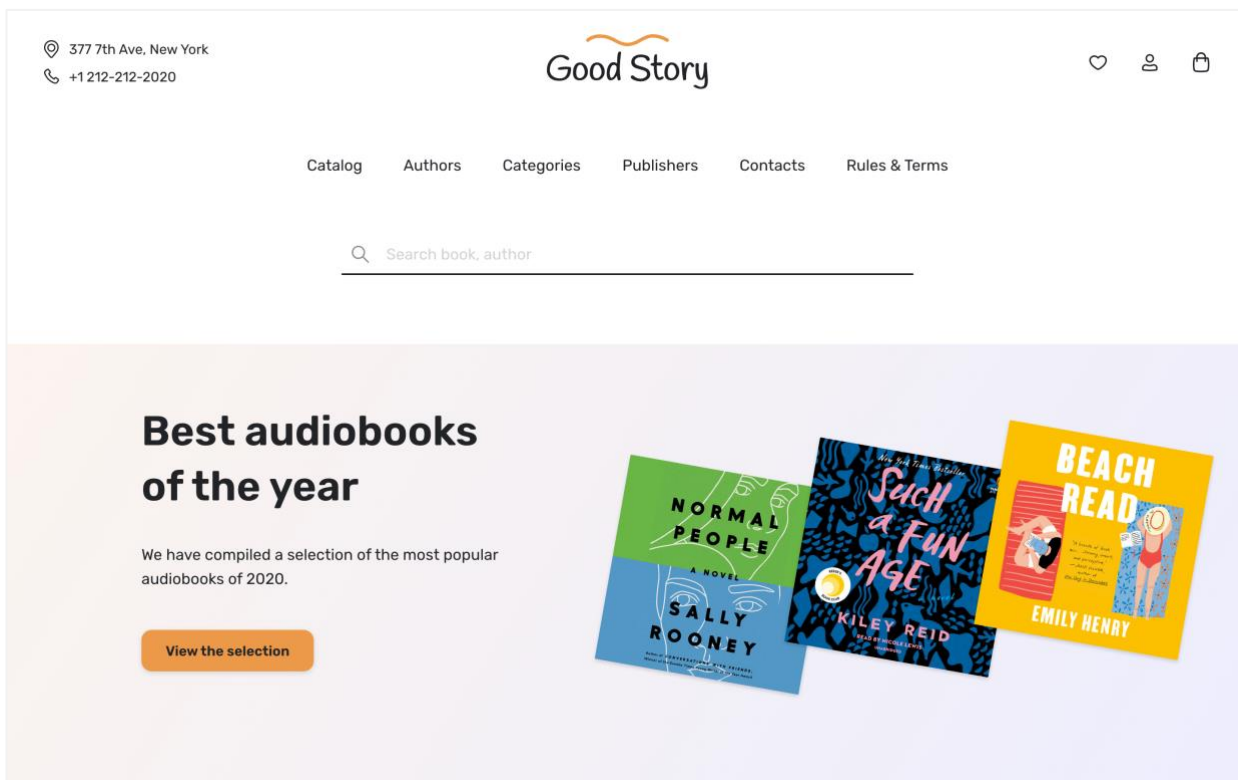 377 7th Ave, New York
+1 212-212-2020
Good Story
Catalog Authors Categories Publishers Contacts Rules & Terms
Search book, author
Best audiobooks
of the year
We have compiled a selection of the most popular
audiobooks of 2020.
View the selection
NORMAL
PEOPLE
A NOVEL
SALLY
ROONEY
New York Times Bestseller
SUCH
a FUN
AGE
KILEY REID
READ BY NICOLE LEWIS
BEACH
READ
EMILY HENRY